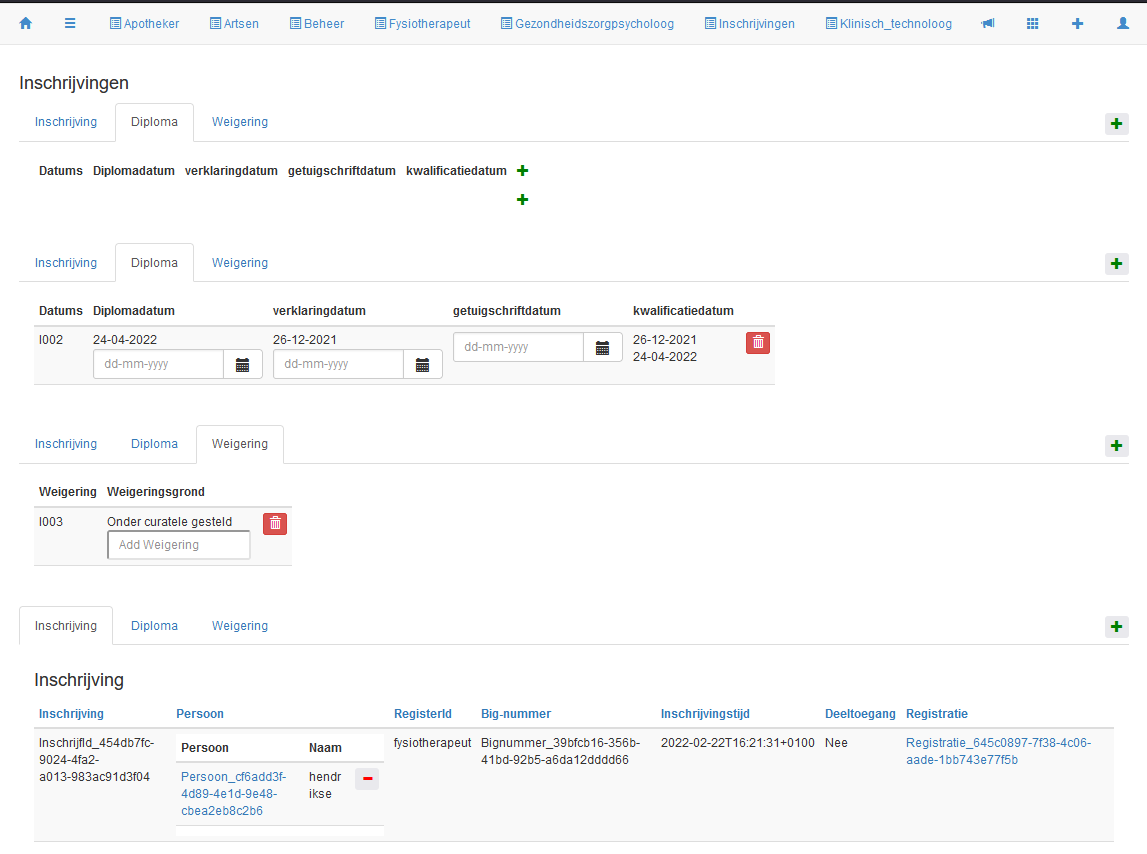 Apotheker Artsen Beheer Fysiotherapeut Gezondheidszorgpsycholoog Inschrijvingen Klinisch_technoloog
Inschrijvingen
Inschrijving Diploma Weigering
Datums Diplomadatum verklaringdatum getuigschriftdatum kwalificatiedatum
Inschrijving Diploma Weigering
Datums Diplomadatum verklaringdatum getuigschriftdatum kwalificatiedatum
I002 24-04-2022 26-12-2021 dd-mm-yyyy 26-12-2021
dd-mm-yyyy dd-mm-yyyy 24-04-2022
Inschrijving Diploma Weigering
Weigering Weigeringsgrond
I003 Onder curatele gesteld
Add Weigering
Inschrijving Diploma Weigering
Inschrijving
Inschrijving Persoon RegisterId Big-nummer Inschrijvingstijd Deeltoegang Registratie
InschrijfId_454db7fc- Persoon Naam fysiotherapeut Bignummer_39bfcb16-356b- 2022-02-22T16:21:31+0100 Nee Registratie_645c0897-7f38-4c06-
9024-4fa2- 41bd-92b5-a6da12dddd66 aade-1bb743e77f5b
a013-983ac91d3f04 Persoon_cf6add3f- hendr
4d89-4e1d-9e48- ikse
cbea2eb8c2b6